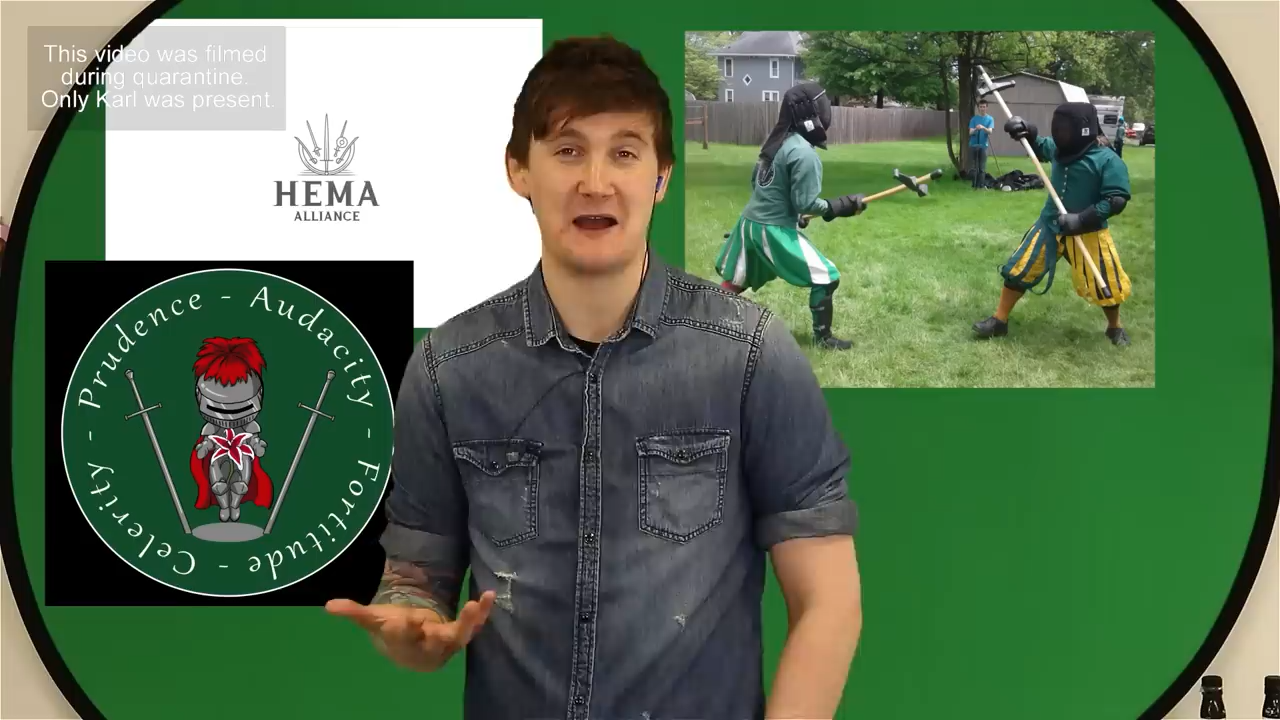 This video was filmed
during quarantine.
Only Karl was present.
HEMA
ALLIANCE
Prudence - Audacity - Fortitude - Celerity -